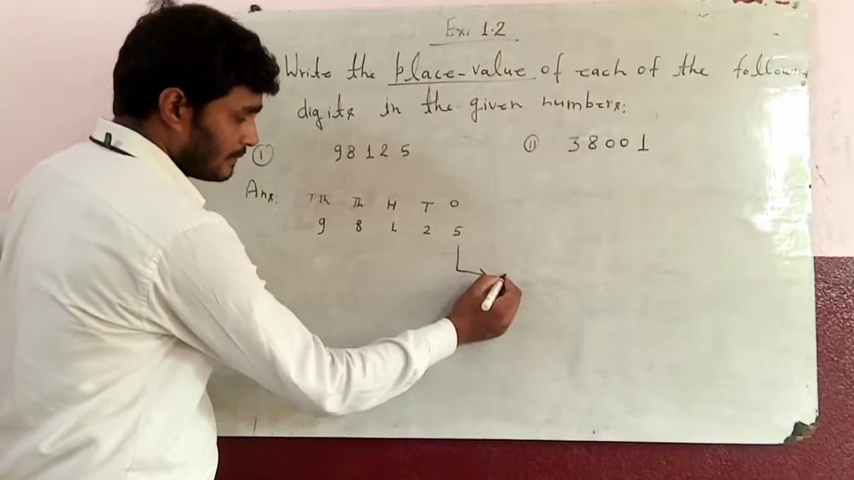 Ex. 1.2
Write the place-value of each of the following
digits in the given numbers:
(i) 98125 (ii) 38001
Ans: TTh Th H T O
9 8 1 2 5